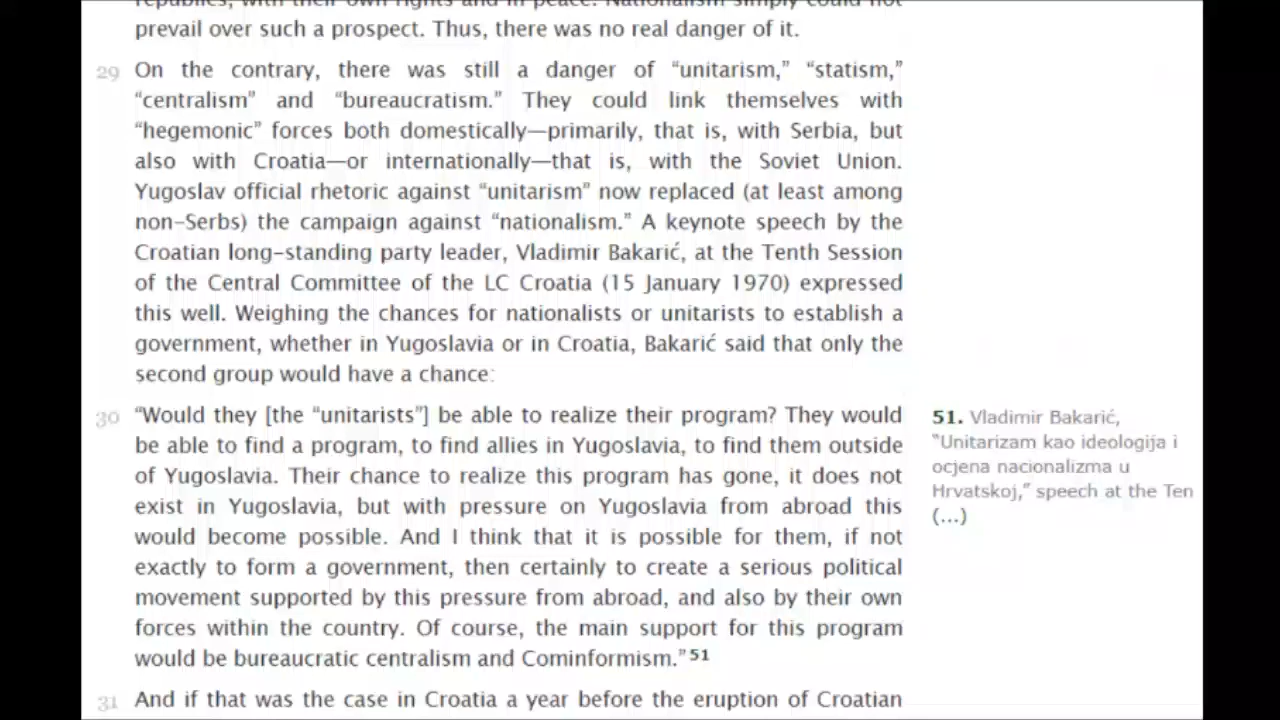 republics, with their own rights and in peace. Nationalism simply could not
prevail over such a prospect. Thus, there was no real danger of it.
29 On the contrary, there was still a danger of “unitarism,” “statism,”
“centralism” and “bureaucratism.” They could link themselves with
“hegemonic” forces both domestically—primarily, that is, with Serbia, but
also with Croatia—or internationally—that is, with the Soviet Union.
Yugoslav official rhetoric against “unitarism” now replaced (at least among
non-Serbs) the campaign against “nationalism.” A keynote speech by the
Croatian long-standing party leader, Vladimir Bakarić, at the Tenth Session
of the Central Committee of the LC Croatia (15 January 1970) expressed
this well. Weighing the chances for nationalists or unitarists to establish a
government, whether in Yugoslavia or in Croatia, Bakarić said that only the
second group would have a chance:
30 “Would they [the “unitarists”] be able to realize their program? They would
be able to find a program, to find allies in Yugoslavia, to find them outside
of Yugoslavia. Their chance to realize this program has gone, it does not
exist in Yugoslavia, but with pressure on Yugoslavia from abroad this
would become possible. And I think that it is possible for them, if not
exactly to form a government, then certainly to create a serious political
movement supported by this pressure from abroad, and also by their own
forces within the country. Of course, the main support for this program
would be bureaucratic centralism and Cominformism.” 51
51. Vladimir Bakarić,
“Unitarizam kao ideologija i
ocjena nacionalizma u
Hrvatskoj,” speech at the Ten
(...)
31 And if that was the case in Croatia a year before the eruption of Croatian